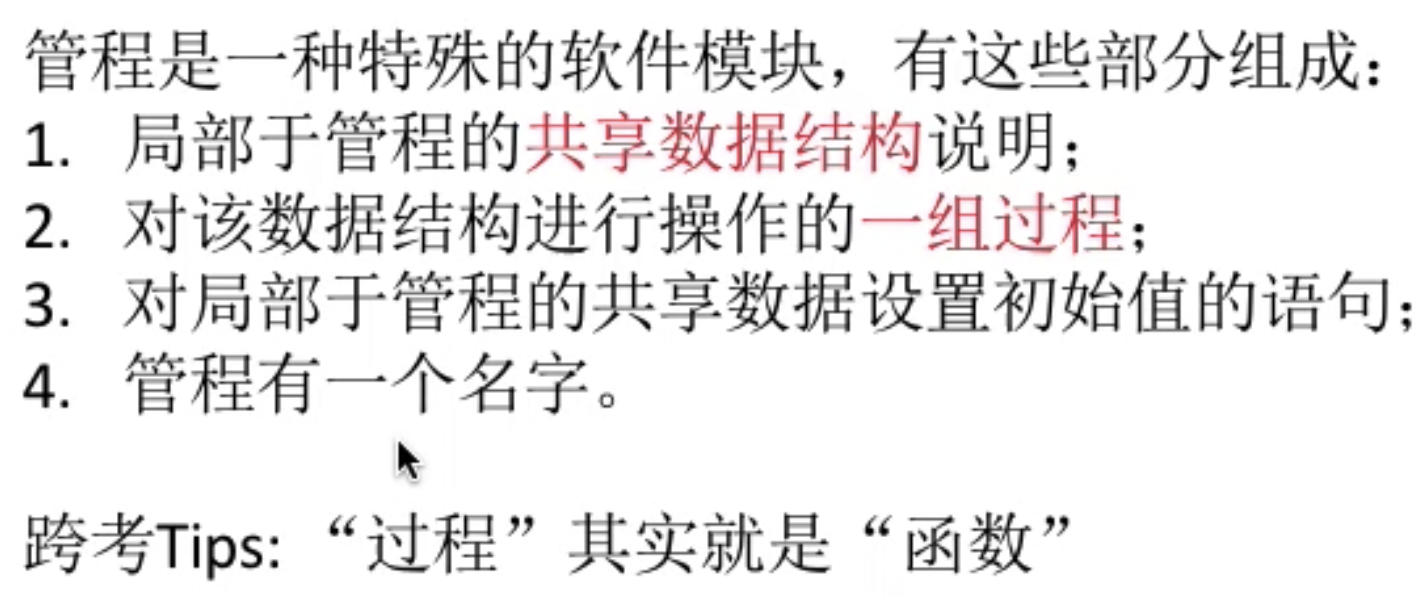 管程是一种特殊的软件模块，有这些部分组成：
1. 局部于管程的共享数据结构说明；
2. 对该数据结构进行操作的一组过程；
3. 对局部于管程的共享数据设置初始值的语句；
4. 管程有一个名字。
跨考Tips: “过程”其实就是“函数”